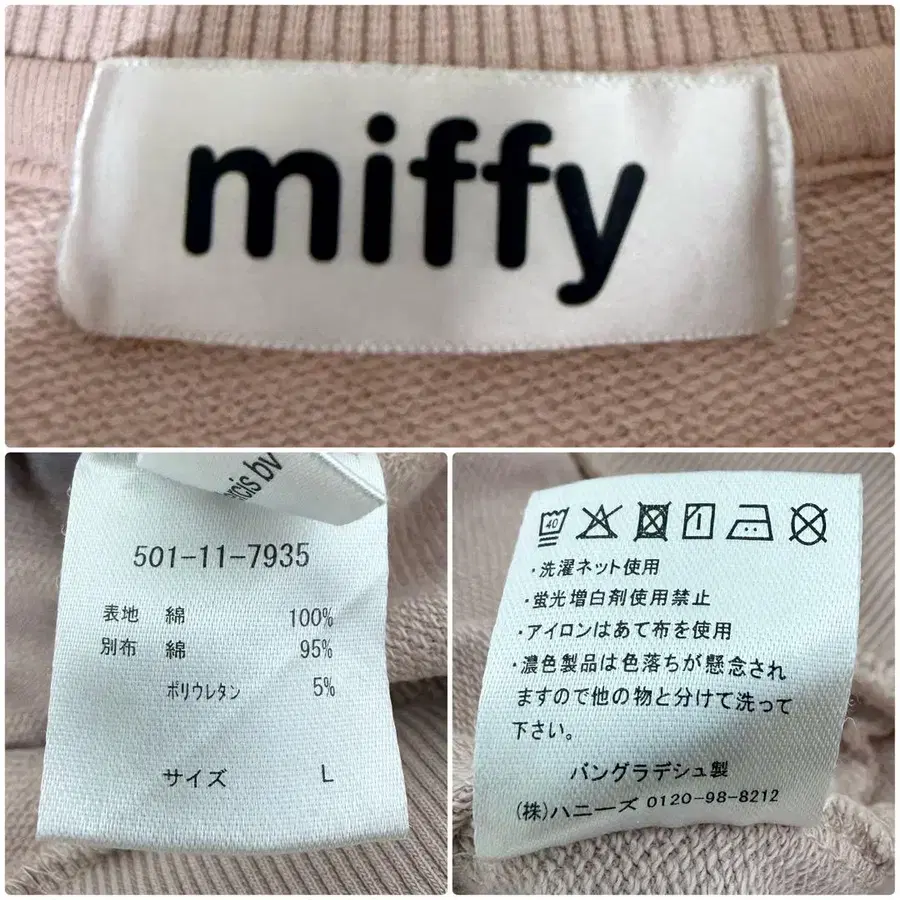 miffy
rcis bv
501-11-7935
表地 綿 100%
別布 綿 95%
ポリウレタン 5%
サイズ L
40
・洗濯ネット使用
・蛍光増白剤使用禁止
・アイロンはあて布を使用
・濃色製品は色落ちが懸念され
ますので他の物と分けて洗って
下さい。
バングラデシュ製
(株)ハニーズ 0120-98-8212